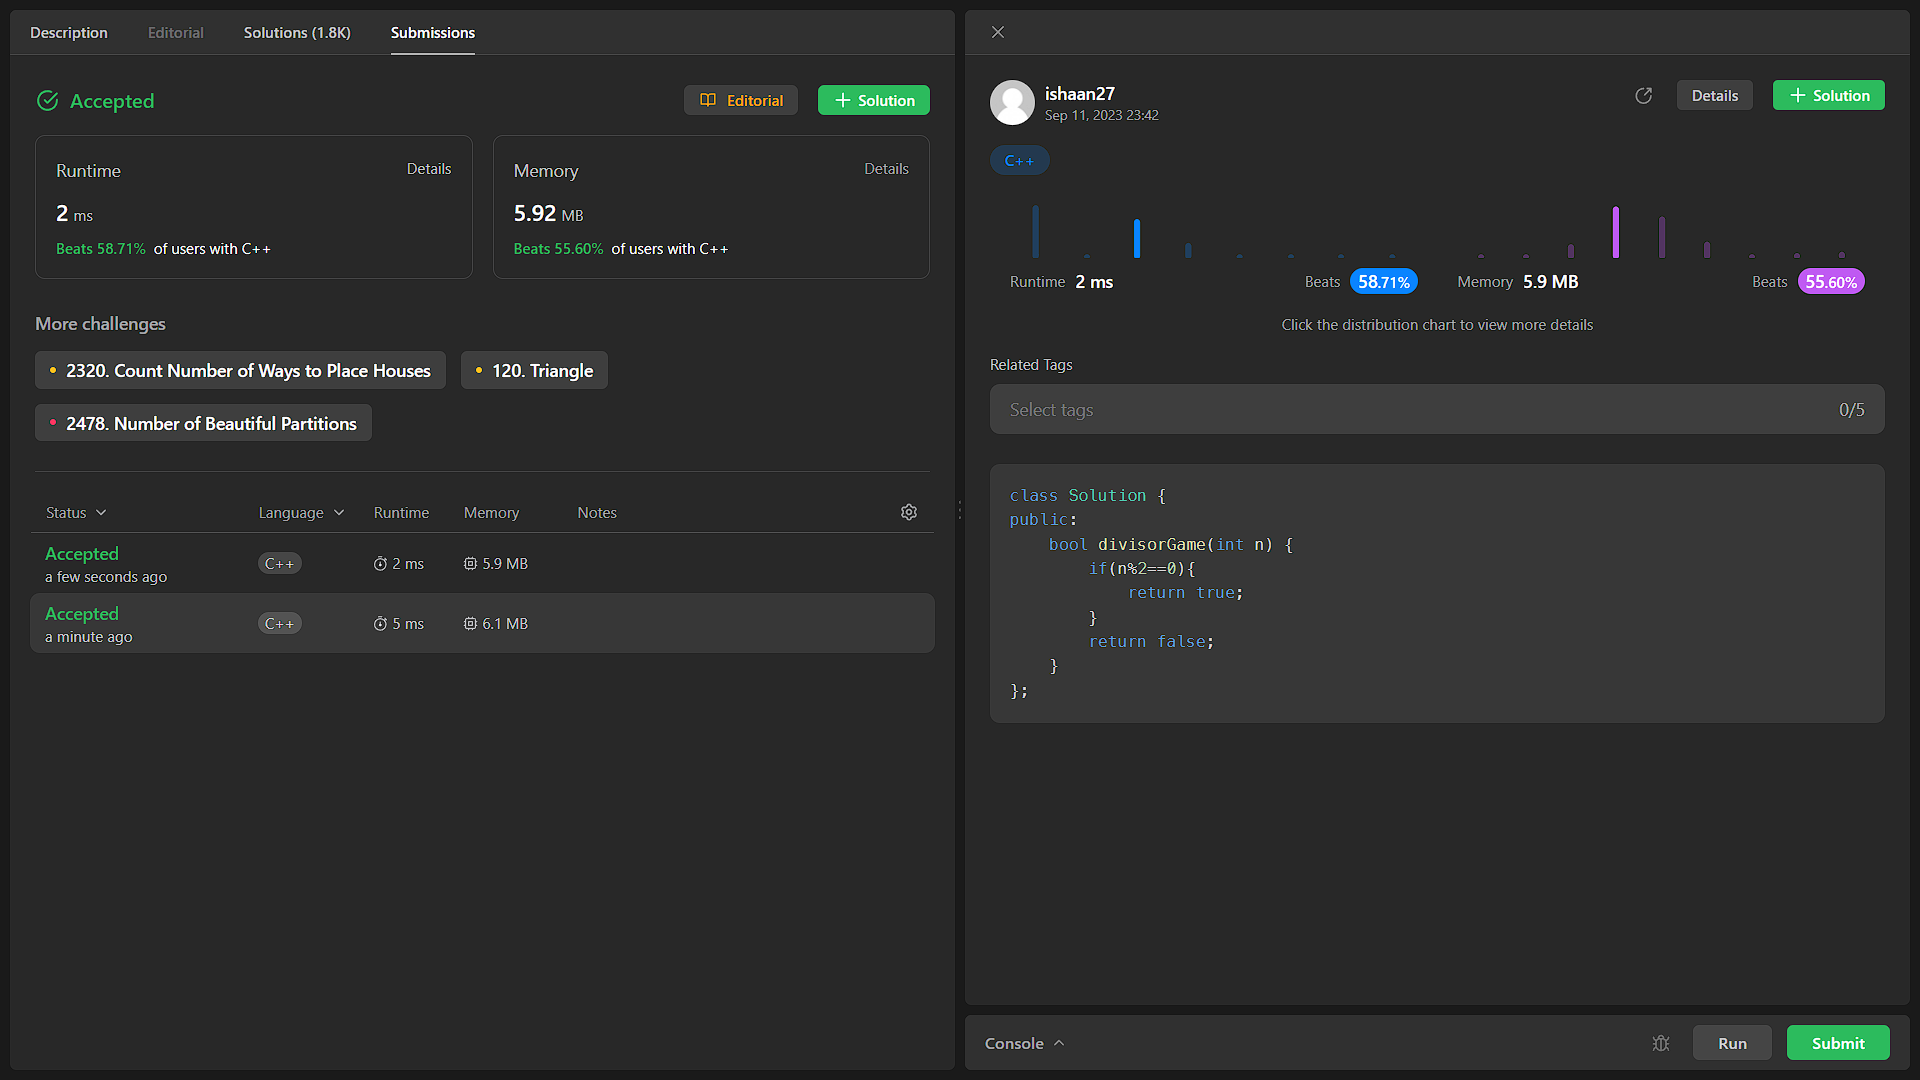 Description Editorial Solutions (1.8K) Submissions
Accepted Editorial Solution
Runtime Details
2 ms
Beats 58.71% of users with C++
Memory Details
5.92 MB
Beats 55.60% of users with C++
More challenges
2320. Count Number of Ways to Place Houses 120. Triangle
2478. Number of Beautiful Partitions
Status Language Runtime Memory Notes
Accepted
a few seconds ago
C++ 2 ms 5.9 MB
Accepted
a minute ago
C++ 5 ms 6.1 MB
ishaan27
Sep 11, 2023 23:42
Details Solution
C++
Runtime 2 ms Beats 58.71% Memory 5.9 MB Beats 55.60%
Click the distribution chart to view more details
Related Tags
Select tags 0/5
class Solution {
public:
    bool divisorGame(int n) {
        if(n%2==0){
            return true;
        }
        return false;
    }
};
Console Run Submit